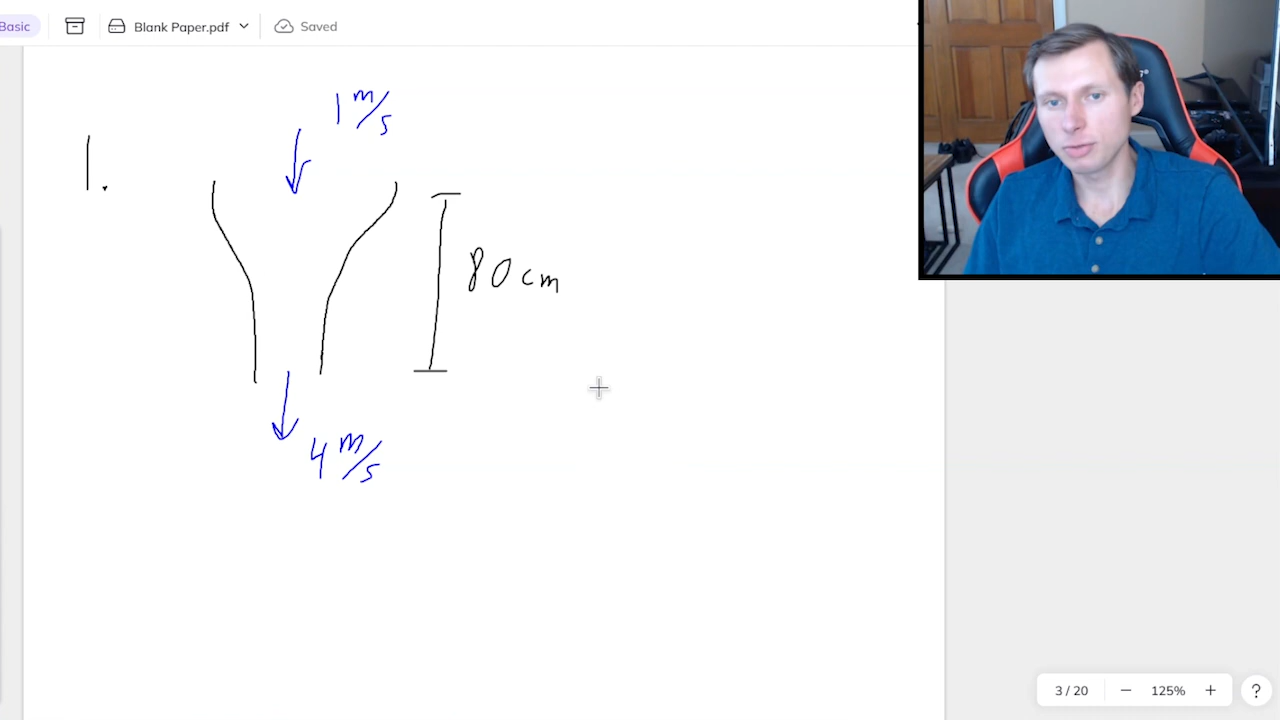 Basic
Blank Paper.pdf
Saved
1 m/s
1.
80 cm
4 m/s
3 / 20
125%
?